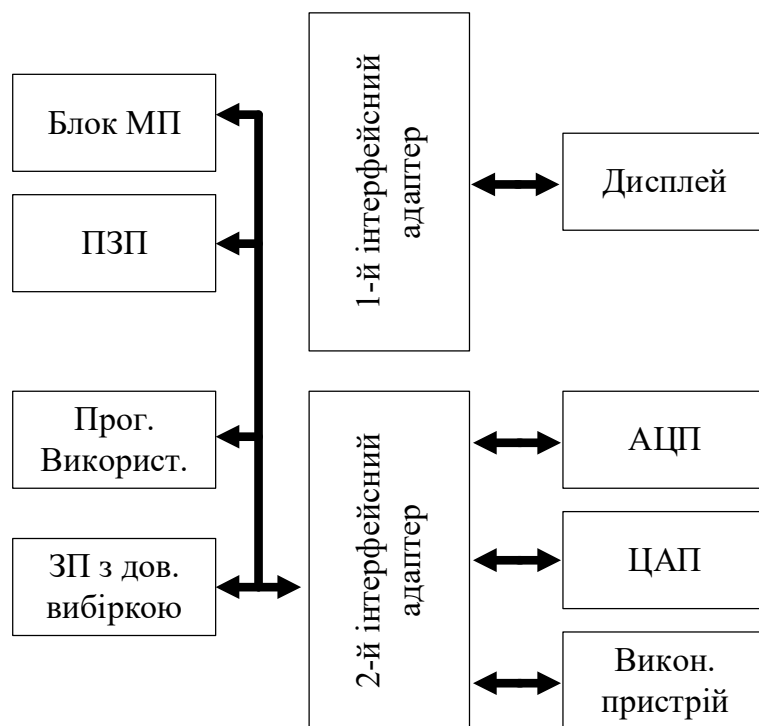 Блок МП
ПЗП
Прог.
Використ.
ЗП з дов.
вибіркою
1-й інтерфейсний
адаптер
2-й інтерфейсний
адаптер
Дисплей
АЦП
ЦАП
Викон.
пристрій